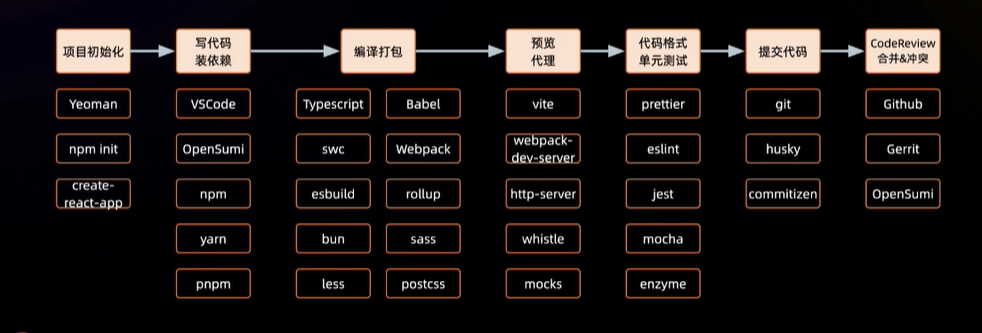 项目初始化
写代码
装依赖
编译打包
预览
代理
代码格式
单元测试
提交代码
CodeReview
合并&冲突
Yeoman
VSCode
Typescript
Babel
vite
prettier
git
Github
npm init
OpenSumi
swc
Webpack
webpack-
dev-server
eslint
husky
Gerrit
create-
react-app
npm
esbuild
rollup
http-server
jest
commitizen
OpenSumi
yarn
bun
sass
whistle
mocha
pnpm
less
postcss
mocks
enzyme